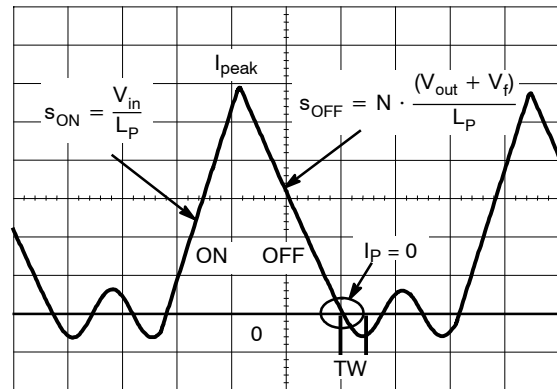 I_peak
s_ON = V_in / L_P
s_OFF = N · (V_out + V_f) / L_P
ON OFF
I_P = 0
0
TW